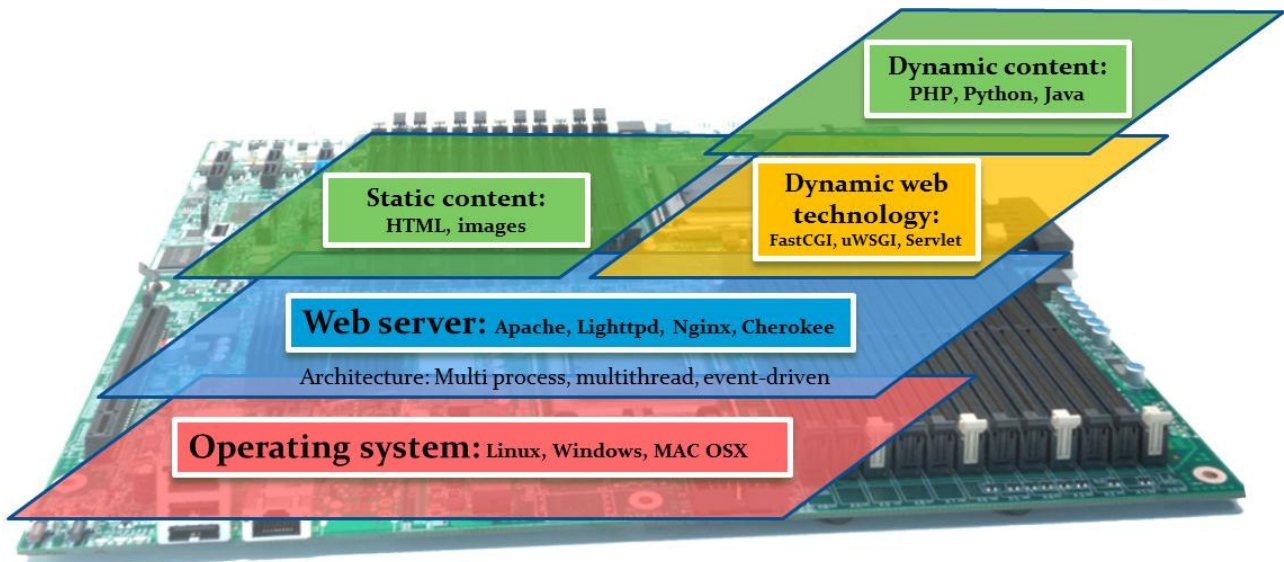 Dynamic content:
PHP, Python, Java
Static content:
HTML, images
Dynamic web
technology:
FastCGI, uWSGI, Servlet
Web server: Apache, Lighttpd, Nginx, Cherokee
Architecture: Multi process, multithread, event-driven
Operating system: Linux, Windows, MAC OSX